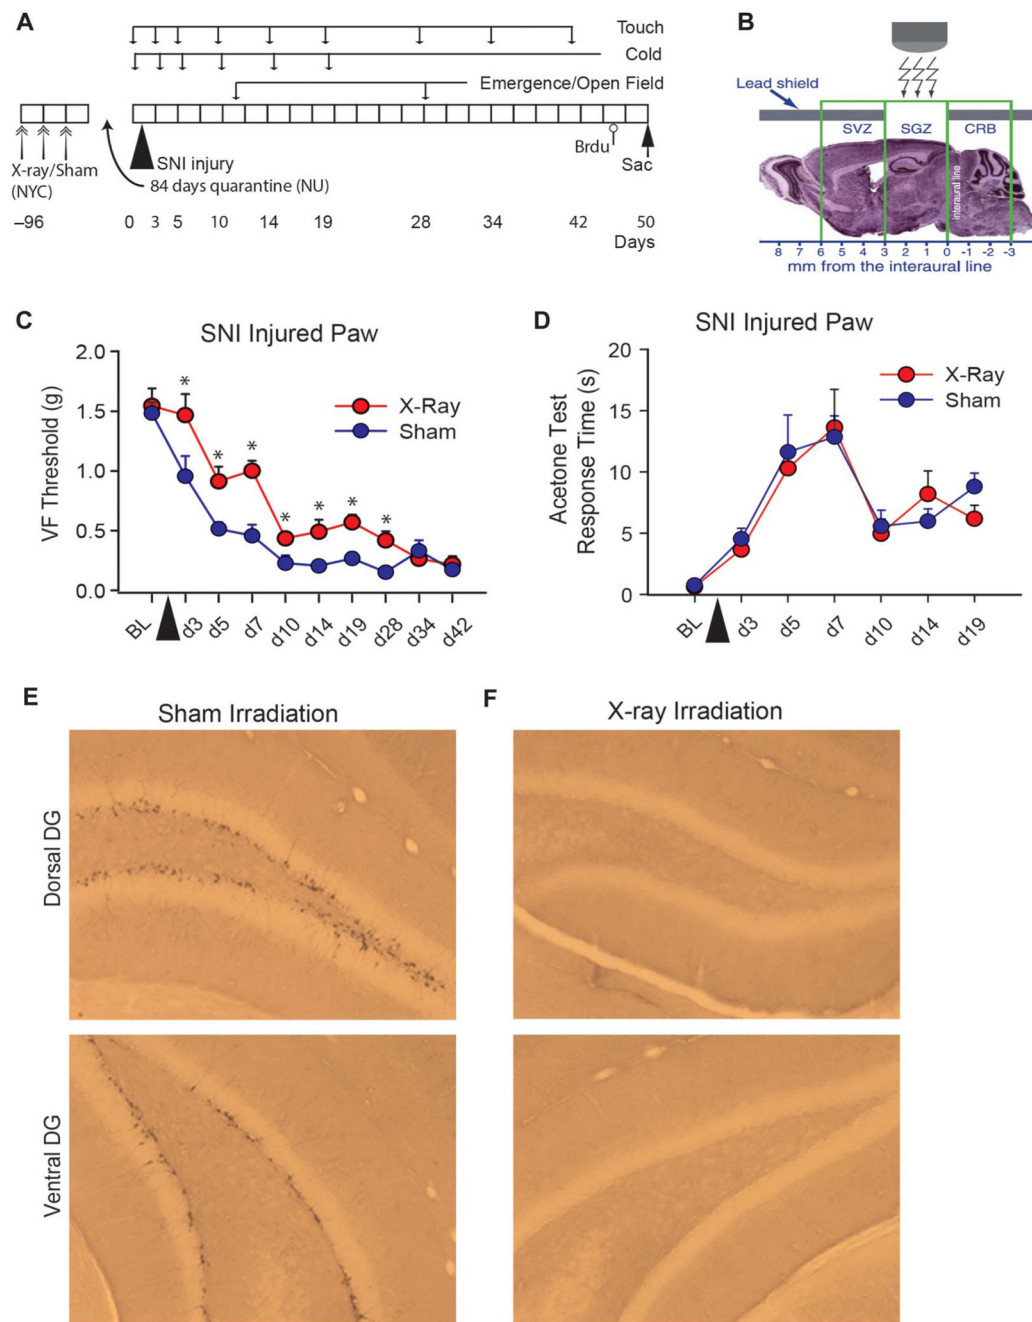 A
Touch
Cold
Emergence/Open Field
X-ray/Sham
(NYC)
SNI injury
84 days quarantine (NU)
Brdu
Sac
–96 0 3 5 10 14 19 28 34 42 50
Days
B
Lead shield
SVZ SGZ CRB
interaural line
8 7 6 5 4 3 2 1 0 -1 -2 -3
mm from the interaural line
C
SNI Injured Paw
VF Threshold (g)
2.0
1.5
1.0
0.5
0.0
* * * * * * *
X-Ray
Sham
BL d3 d5 d7 d10 d14 d19 d28 d34 d42
D
SNI Injured Paw
Acetone Test
Response Time (s)
20
15
10
5
0
X-Ray
Sham
BL d3 d5 d7 d10 d14 d19
E
Sham Irradiation
F
X-ray Irradiation
Dorsal DG
Ventral DG